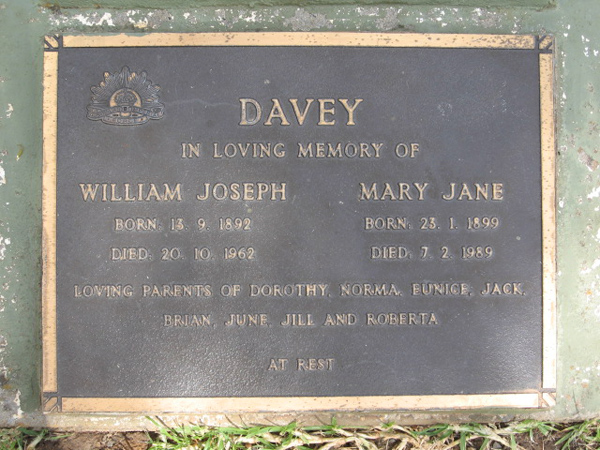 DAVEY
IN LOVING MEMORY OF
WILLIAM JOSEPH MARY JANE
BORN: 13. 9. 1892 BORN: 23. 1. 1899
DIED: 20. 10. 1962 DIED: 7. 2. 1989
LOVING PARENTS OF DOROTHY, NORMA, EUNICE, JACK,
BRIAN, JUNE, JILL AND ROBERTA
AT REST